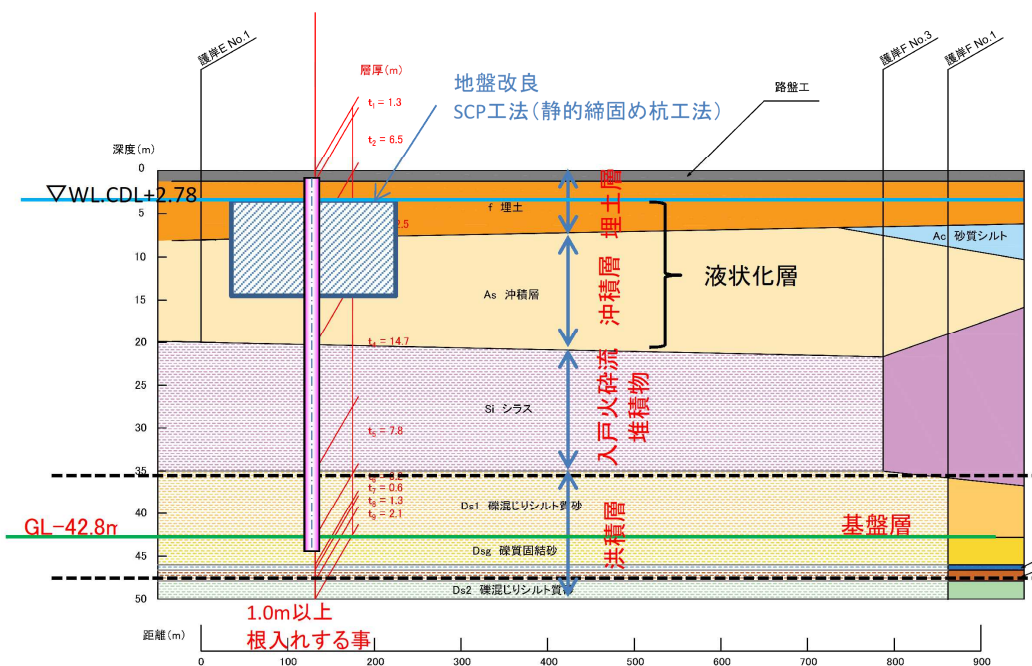 護岸E No.1
護岸F No.3
護岸F No.1
層厚(m)
地盤改良
SCP工法(静的締固め杭工法)
路盤工
t1 = 1.3
t2 = 6.5
深度(m)
0
▽WL.CDL+2.78
5
f 埋土
埋土層
2.5
Ac 砂質シルト
10
液状化層
As 沖積層
沖積層
15
20
t4 = 14.7
25
Si シラス
入戸火砕流
堆積物
30
t5 = 7.8
35
t7 = 0.6
t8 = 1.3
t9 = 2.1
Ds1 礫混じりシルト質砂
40
GL-42.8m
基盤層
Dsg 礫質固結砂
洪積層
45
Ds2 礫混じりシルト質砂
50
1.0m以上
根入れする事
距離(m)
0 100 200 300 400 500 600 700 800 900